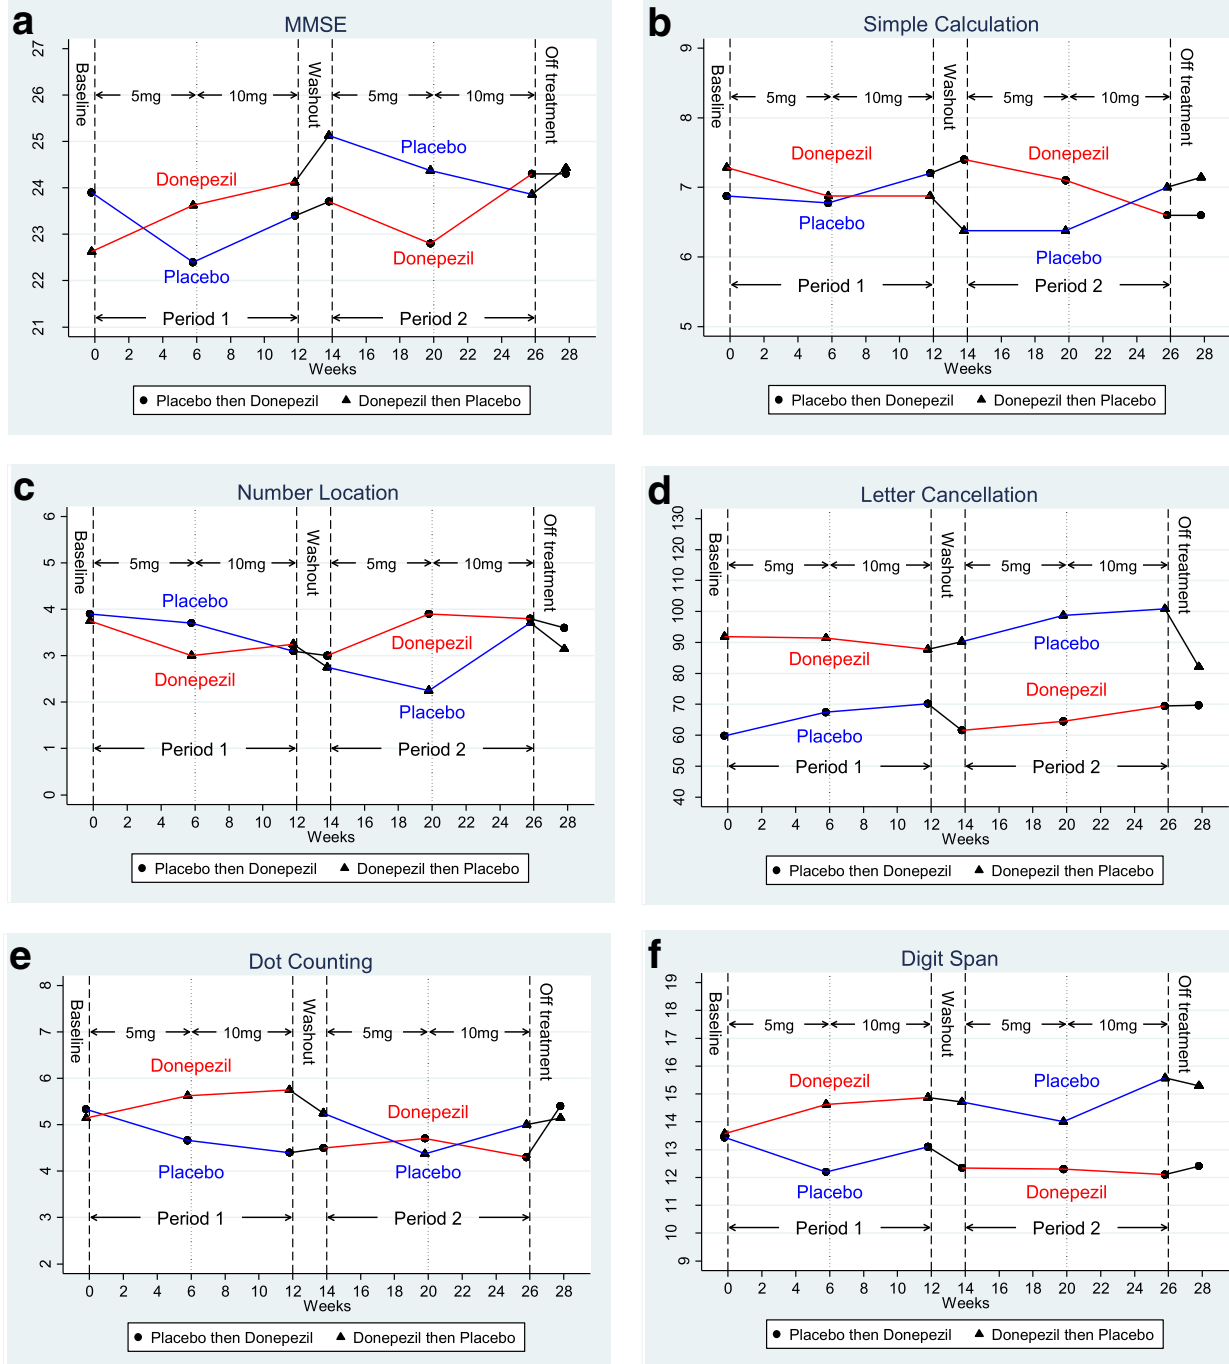 a
MMSE
27
26
25
24
23
22
21
Baseline
5mg
10mg
Washout
5mg
10mg
Off treatment
Donepezil
Placebo
Placebo
Donepezil
Period 1
Period 2
0 2 4 6 8 10 12 14 16 18 20 22 24 26 28
Weeks
Placebo then Donepezil
Donepezil then Placebo
b
Simple Calculation
9
8
7
6
5
Baseline
5mg
10mg
Washout
5mg
10mg
Off treatment
Donepezil
Placebo
Donepezil
Placebo
Period 1
Period 2
0 2 4 6 8 10 12 14 16 18 20 22 24 26 28
Weeks
Placebo then Donepezil
Donepezil then Placebo
c
Number Location
6
5
4
3
2
1
0
Baseline
5mg
10mg
Washout
5mg
10mg
Off treatment
Placebo
Donepezil
Donepezil
Placebo
Period 1
Period 2
0 2 4 6 8 10 12 14 16 18 20 22 24 26 28
Weeks
Placebo then Donepezil
Donepezil then Placebo
d
Letter Cancellation
130
120
110
100
90
80
70
60
50
40
Baseline
5mg
10mg
Washout
5mg
10mg
Off treatment
Donepezil
Placebo
Placebo
Donepezil
Period 1
Period 2
0 2 4 6 8 10 12 14 16 18 20 22 24 26 28
Weeks
Placebo then Donepezil
Donepezil then Placebo
e
Dot Counting
8
7
6
5
4
3
2
Baseline
5mg
10mg
Washout
5mg
10mg
Off treatment
Donepezil
Placebo
Donepezil
Placebo
Period 1
Period 2
0 2 4 6 8 10 12 14 16 18 20 22 24 26 28
Weeks
Placebo then Donepezil
Donepezil then Placebo
f
Digit Span
19
18
17
16
15
14
13
12
11
10
9
Baseline
5mg
10mg
Washout
5mg
10mg
Off treatment
Donepezil
Placebo
Placebo
Donepezil
Period 1
Period 2
0 2 4 6 8 10 12 14 16 18 20 22 24 26 28
Weeks
Placebo then Donepezil
Donepezil then Placebo